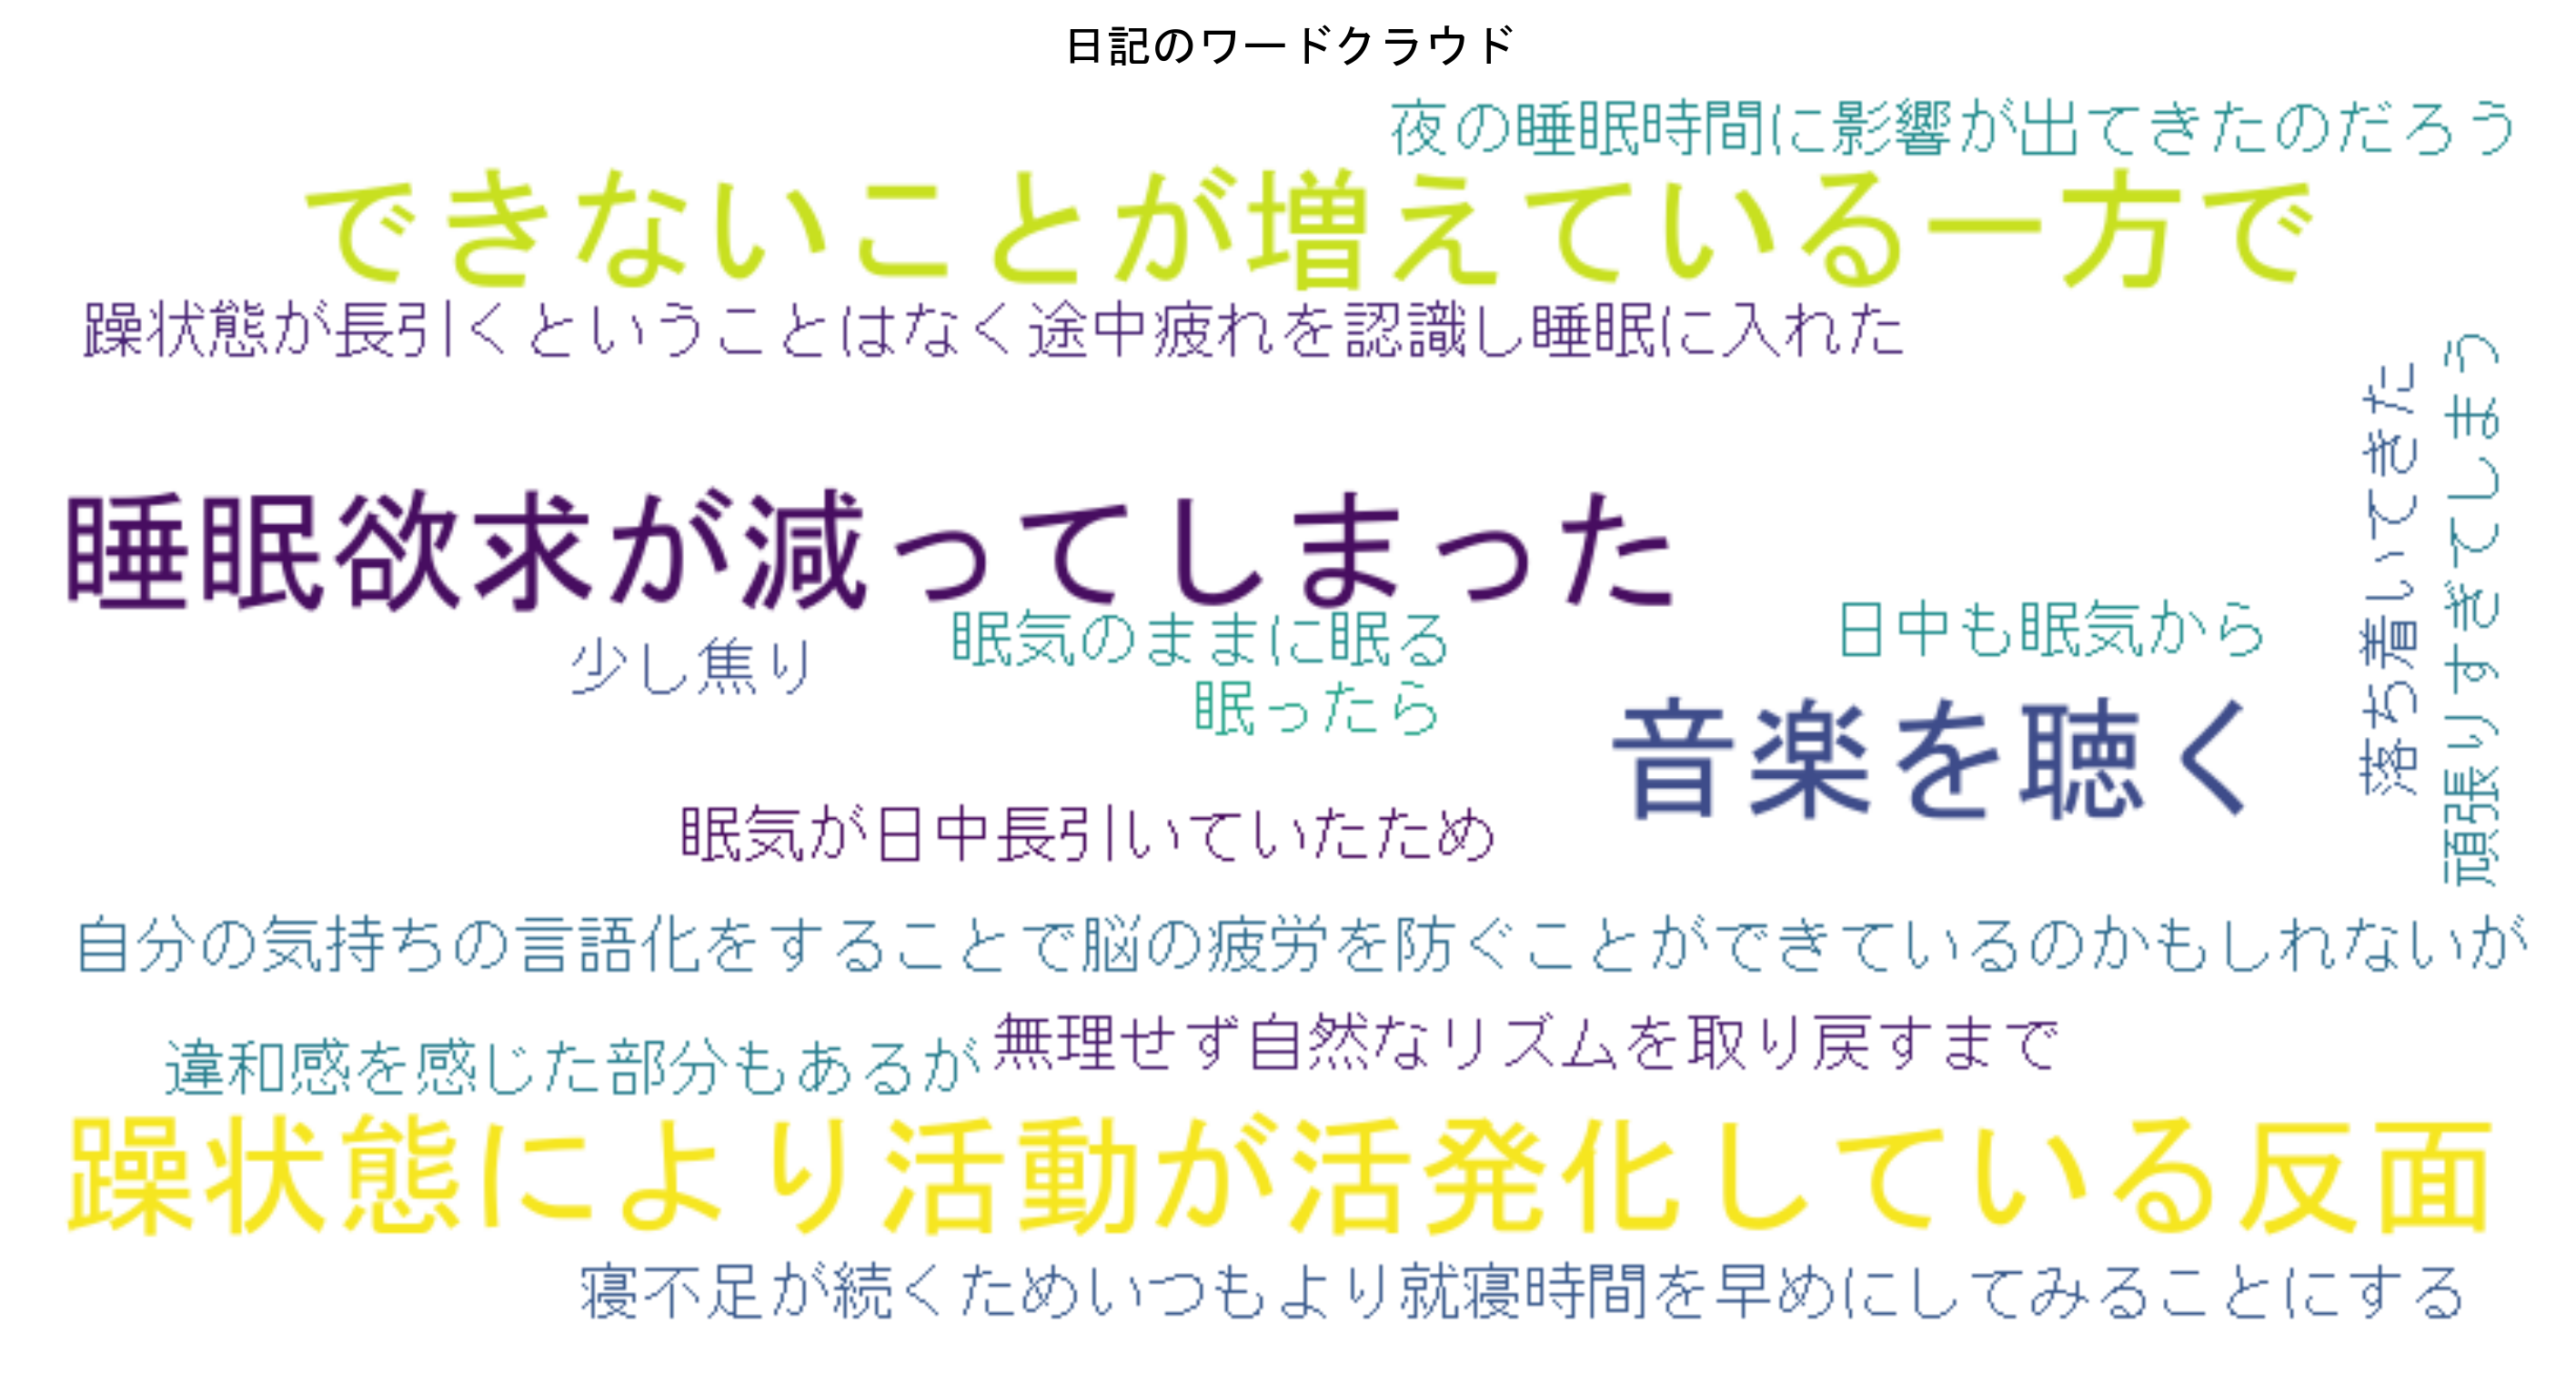 日記のワードクラウド
夜の睡眠時間に影響が出てきたのだろう
できないことが増えている一方で
躁状態が長引くということはなく途中疲れを認識し睡眠に入れた
睡眠欲求が減ってしまった
落ち着いてきた
頑張りすぎてしまう
少し焦り
眠気のままに眠る
日中も眠気から
眠ったら
音楽を聴く
眠気が日中長引いていたため
自分の気持ちの言語化をすることで脳の疲労を防ぐことができているのかもしれないが
無理せず自然なリズムを取り戻すまで
違和感を感じた部分もあるが
躁状態により活動が活発化している反面
寝不足が続くためいつもより就寝時間を早めにしてみることにする